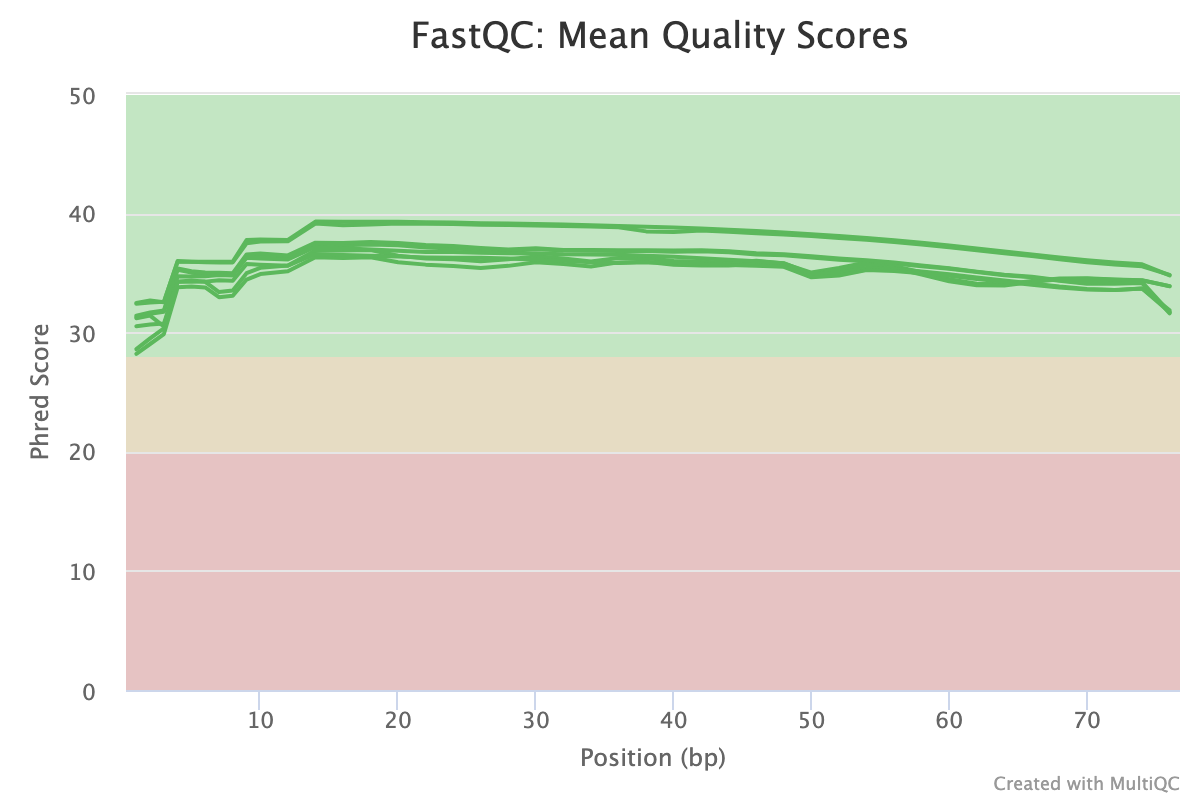 FastQC: Mean Quality Scores
50
40
30
20
10
0
Phred Score
10 20 30 40 50 60 70
Position (bp)
Created with MultiQC